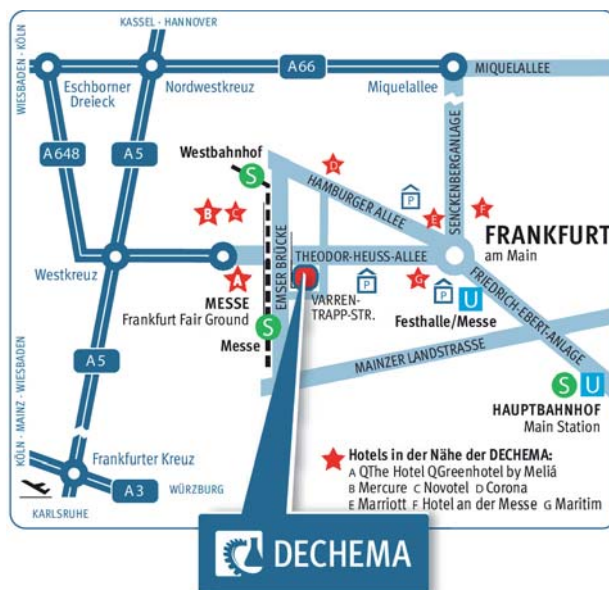 KASSEL - HANNOVER
WIESBADEN - KÖLN
A66
MIQUELALLEE
Eschborner
Dreieck
Nordwestkreuz
Miquelallee
A648
A5
Westbahnhof
S
D
HAMBURGER ALLEE
P
SENCKENBERGANLAGE
B
C
E
F
FRANKFURT
am Main
Westkreuz
A
EMSER BRÜCKE
THEODOR-HEUSS-ALLEE
G
P
P
U
MESSE
Frankfurt Fair Ground
VARREN-
TRAPP-STR.
Festhalle/Messe
FRIEDRICH-EBERT-ANLAGE
S
Messe
MAINZER LANDSTRASSE
A5
S
U
HAUPTBAHNHOF
Main Station
KÖLN - MAINZ - WIESBADEN
Frankfurter Kreuz
A3
WÜRZBURG
KARLSRUHE
Hotels in der Nähe der DECHEMA:
A QThe Hotel QGreenhotel by Meliá
B Mercure C Novotel D Corona
E Marriott F Hotel an der Messe G Maritim
DECHEMA